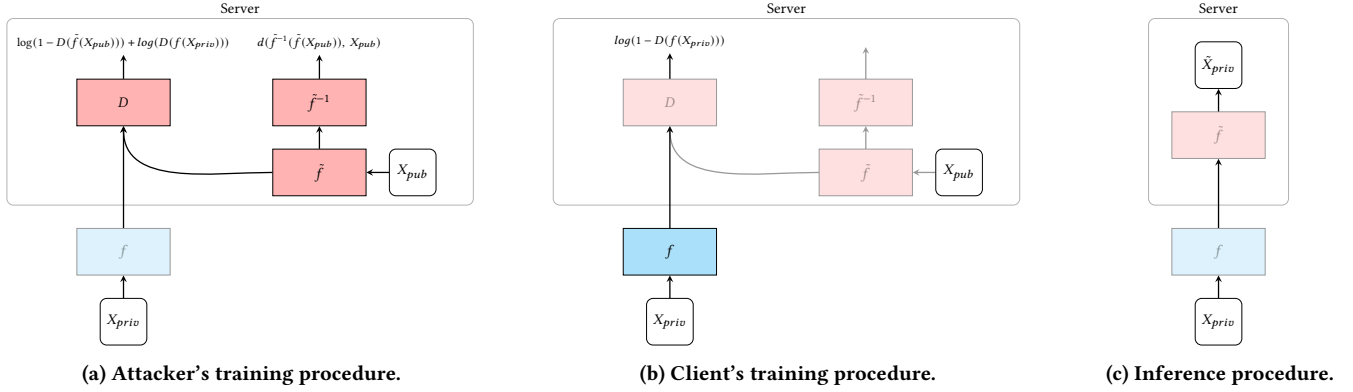 Server
log(1 − D(f̃(X_pub))) + log(D(f(X_priv)))
d(f̃⁻¹(f̃(X_pub)), X_pub)
D
f̃⁻¹
f̃
X_pub
f
X_priv
(a) Attacker's training procedure.
Server
log(1 − D(f(X_priv)))
D
f̃⁻¹
f̃
X_pub
f
X_priv
(b) Client's training procedure.
Server
X̃_priv
f̃
f
X_priv
(c) Inference procedure.